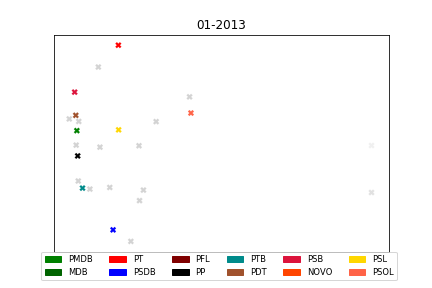 01-2013
PMDB PT PFL PTB PSB PSL
MDB PSDB PP PDT NOVO PSOL